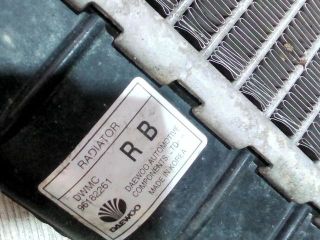 RADIATOR
DWMC
96182261
R B
DAEWOO
DAEWOO AUTOMOTIVE
COMPONENTS. LTD
MADE IN KOREA